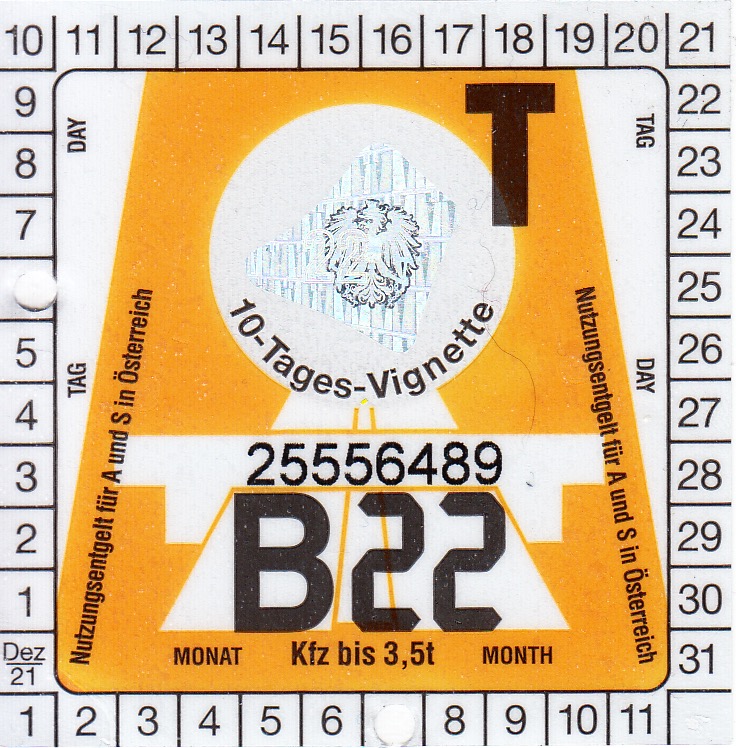 10 11 12 13 14 15 16 17 18 19 20 21
9 22
8 23
7 24
25
5 26
4 27
3 28
2 29
1 30
Dez 21 31
1 2 3 4 5 6 8 9 10 11
DAY
TAG
T
10-Tages-Vignette
TAG
DAY
Nutzungsentgelt für A und S in Österreich
Nutzungsentgelt für A und S in Österreich
25556489
B22
MONAT Kfz bis 3,5t MONTH